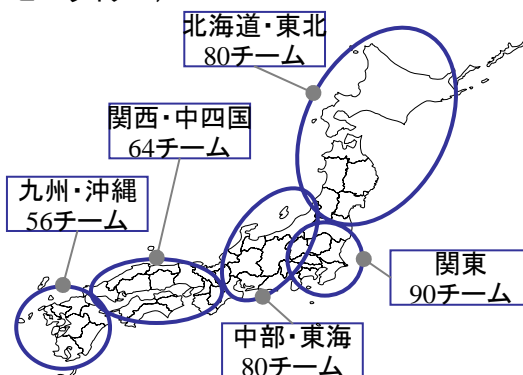 北海道・東北
80チーム
関西・中四国
64チーム
九州・沖縄
56チーム
関東
90チーム
中部・東海
80チーム